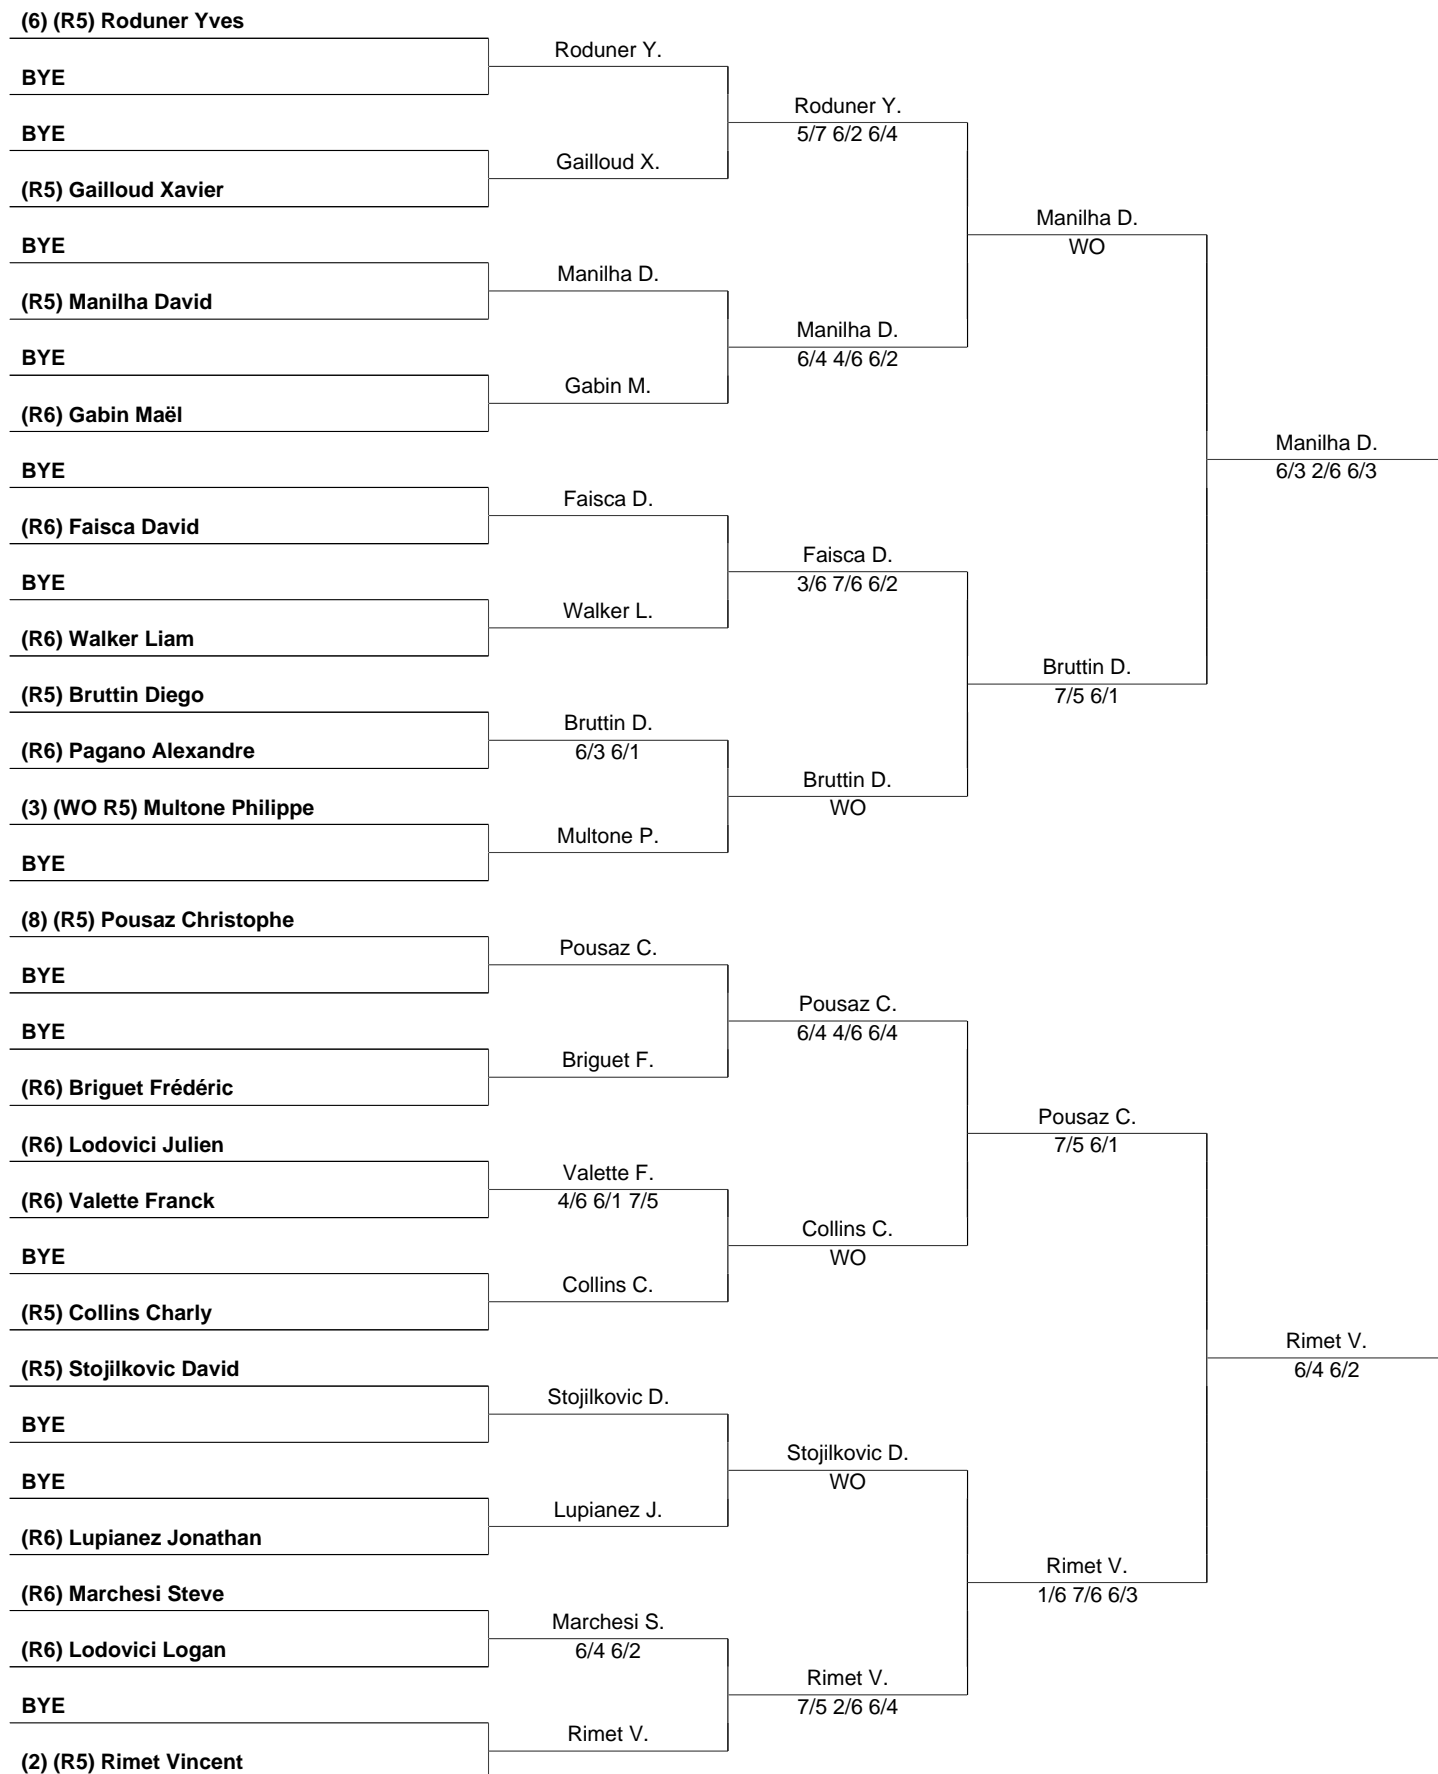 (6) (R5) Roduner Yves
BYE
BYE
(R5) Gailloud Xavier
BYE
(R5) Manilha David
BYE
(R6) Gabin Maël
BYE
(R6) Faisca David
BYE
(R6) Walker Liam
(R5) Bruttin Diego
(R6) Pagano Alexandre
(3) (WO R5) Multone Philippe
BYE
(8) (R5) Pousaz Christophe
BYE
BYE
(R6) Briguet Frédéric
(R6) Lodovici Julien
(R6) Valette Franck
BYE
(R5) Collins Charly
(R5) Stojilkovic David
BYE
BYE
(R6) Lupianez Jonathan
(R6) Marchesi Steve
(R6) Lodovici Logan
BYE
(2) (R5) Rimet Vincent
Roduner Y.
Gailloud X.
Manilha D.
Gabin M.
Faisca D.
Walker L.
Bruttin D.
6/3 6/1
Multone P.
Pousaz C.
Briguet F.
Valette F.
4/6 6/1 7/5
Collins C.
Stojilkovic D.
Lupianez J.
Marchesi S.
6/4 6/2
Rimet V.
Roduner Y.
5/7 6/2 6/4
Manilha D.
6/4 4/6 6/2
Faisca D.
3/6 7/6 6/2
Bruttin D.
WO
Pousaz C.
6/4 4/6 6/4
Collins C.
WO
Stojilkovic D.
WO
Rimet V.
7/5 2/6 6/4
Manilha D.
WO
Bruttin D.
7/5 6/1
Pousaz C.
7/5 6/1
Rimet V.
1/6 7/6 6/3
Manilha D.
6/3 2/6 6/3
Rimet V.
6/4 6/2